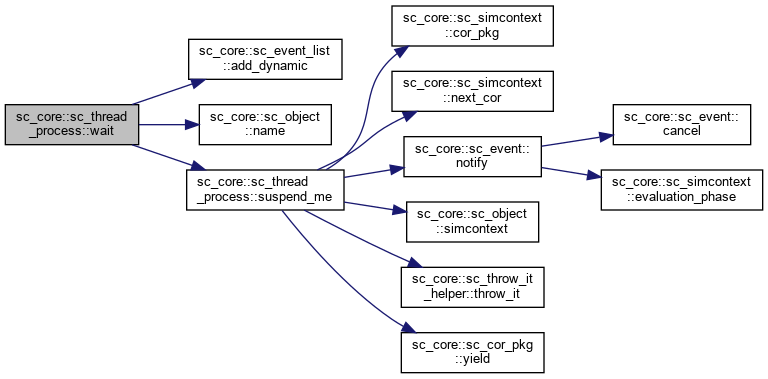 sc_core::sc_thread
_process::wait
sc_core::sc_event_list
::add_dynamic
sc_core::sc_object
::name
sc_core::sc_thread
_process::suspend_me
sc_core::sc_simcontext
::cor_pkg
sc_core::sc_simcontext
::next_cor
sc_core::sc_event::
notify
sc_core::sc_object
::simcontext
sc_core::sc_throw_it
_helper::throw_it
sc_core::sc_cor_pkg
::yield
sc_core::sc_event::
cancel
sc_core::sc_simcontext
::evaluation_phase